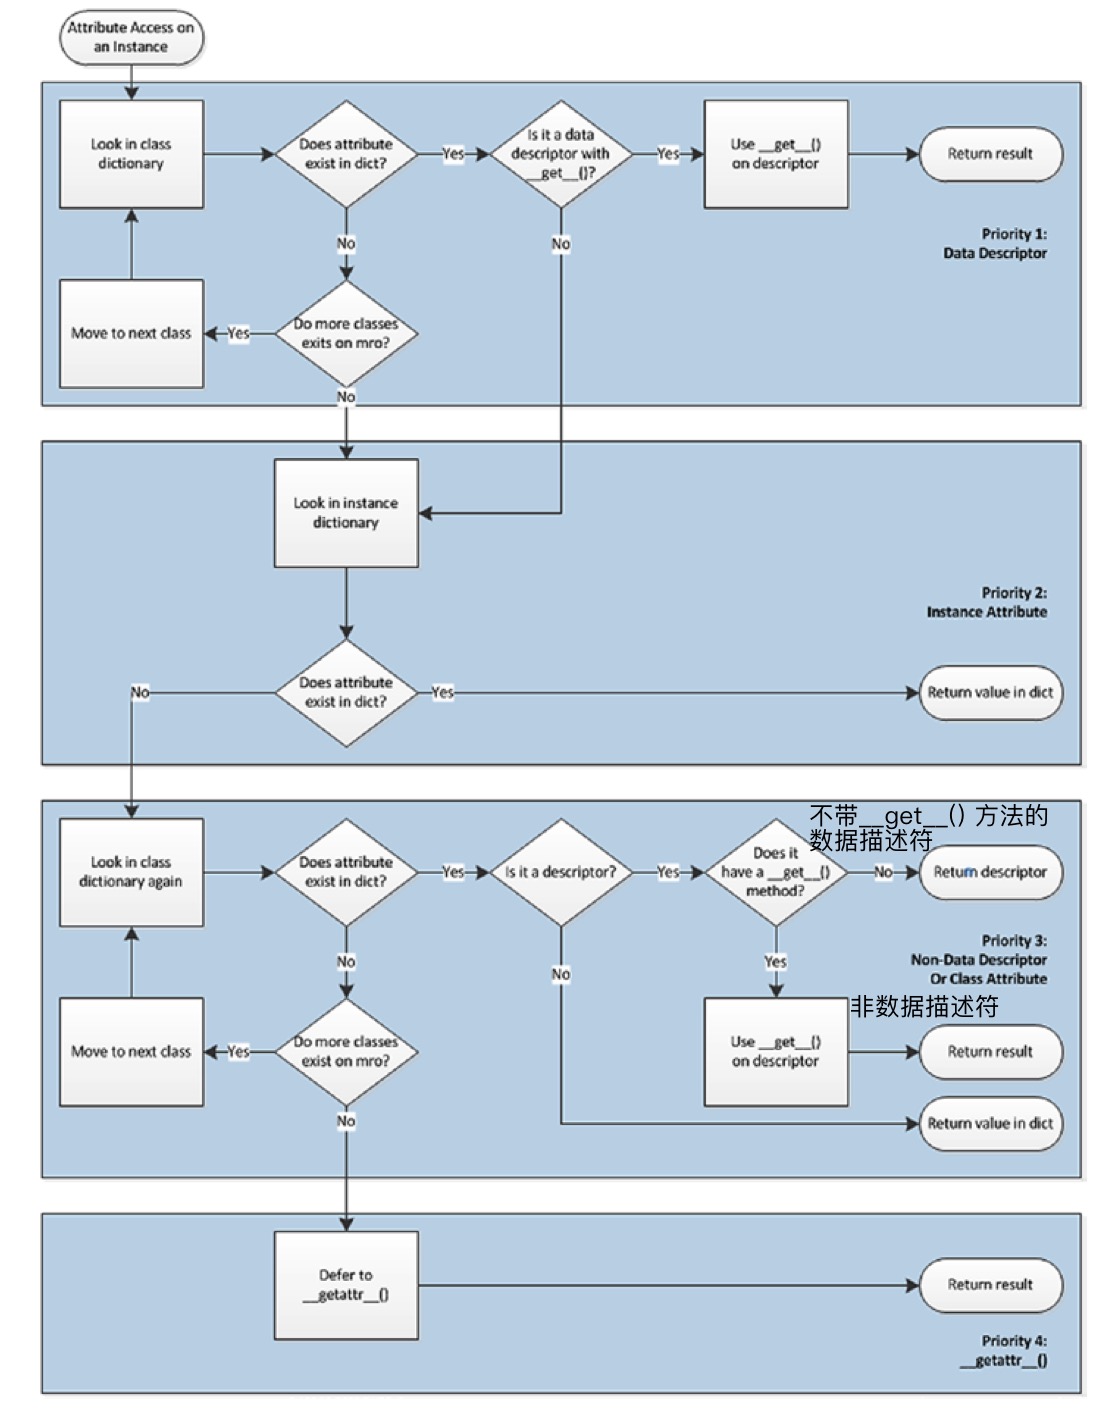 Attribute Access on
an Instance
Look in class
dictionary
Does attribute
exist in dict?
Yes
Is it a data
descriptor with
__get__()?
Yes
Use __get__()
on descriptor
Return result
No
No
Priority 1:
Data Descriptor
Move to next class
Yes
Do more classes
exits on mro?
No
Look in instance
dictionary
Priority 2:
Instance Attribute
No
Does attribute
exist in dict?
Yes
Return value in dict
不带__get__() 方法的
数据描述符
Look in class
dictionary again
Does attribute
exist in dict?
Yes
Is it a descriptor?
Yes
Does it
have a __get__()
method?
No
Return descriptor
No
No
Yes
Priority 3:
Non-Data Descriptor
Or Class Attribute
非数据描述符
Move to next class
Yes
Do more classes
exist on mro?
Use __get__()
on descriptor
Return result
No
Return value in dict
Defer to
__getattr__()
Return result
Priority 4:
__getattr__()